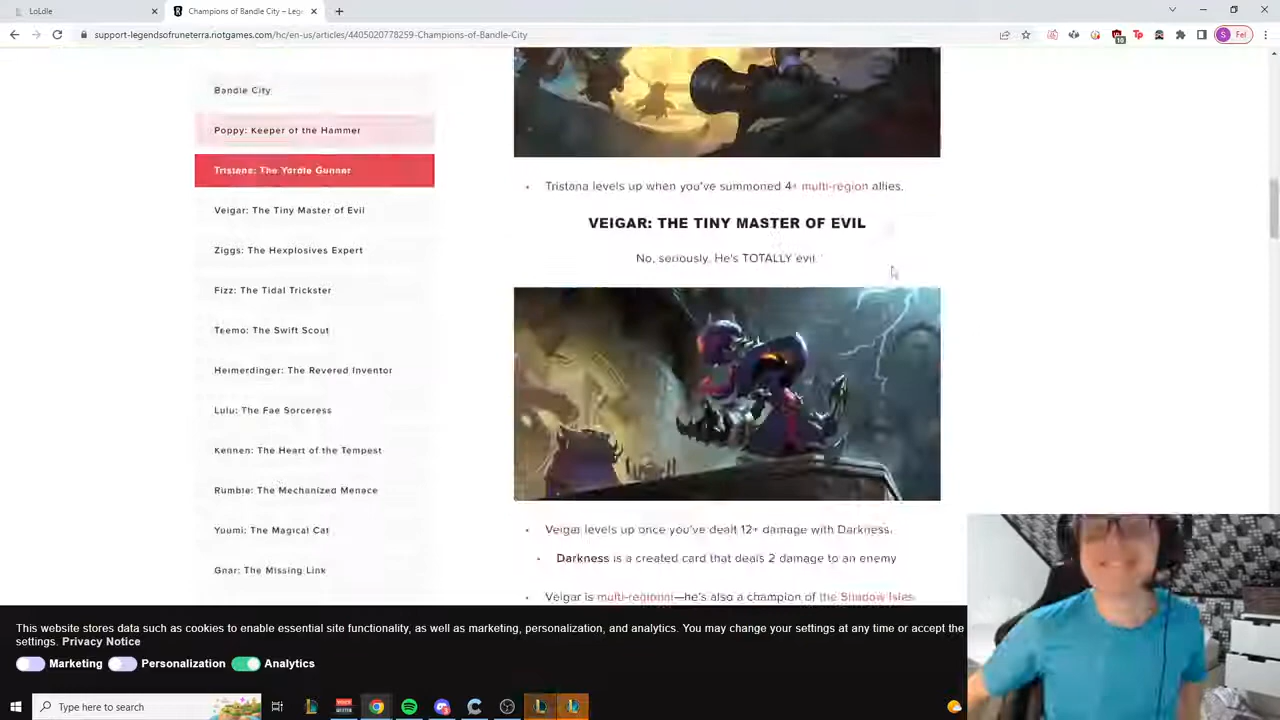 LoLdle
Champions of Bandle City – Lege
support-legendsofruneterra.riotgames.com/hc/en-us/articles/4405020778259-Champions-of-Bandle-City
10
S
Fel
Bandle City
Poppy: Keeper of the Hammer
Tristana: The Yordle Gunner
Veigar: The Tiny Master of Evil
Ziggs: The Hexplosives Expert
Fizz: The Tidal Trickster
Teemo: The Swift Scout
Heimerdinger: The Revered Inventor
Lulu: The Fae Sorceress
Kennen: The Heart of the Tempest
Rumble: The Mechanized Menace
Yuumi: The Magical Cat
Gnar: The Missing Link
Tristana levels up when you've summoned 4+ multi-region allies.
VEIGAR: THE TINY MASTER OF EVIL
No, seriously. He's TOTALLY evil.
Veigar levels up once you've dealt 12+ damage with Darkness.
Darkness is a created card that deals 2 damage to an enemy
Veigar is multi-regional—he's also a champion of the Shadow Isles
This website stores data such as cookies to enable essential site functionality, as well as marketing, personalization, and analytics. You may change your settings at any time or accept the
settings. Privacy Notice
Marketing Personalization Analytics
Type here to search